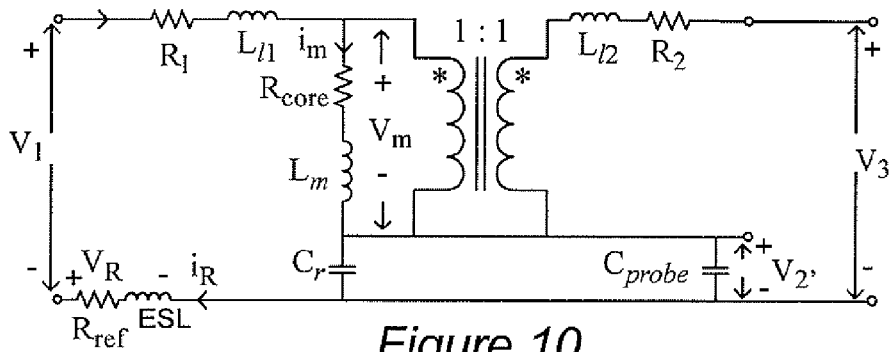 +
R1
Ll1
im
Rcore
+
Vm
-
Lm
1 : 1
*
*
Ll2
R2
+
V1
V3
-
+
VR
-
iR
Rref
ESL
Cr
Cprobe
+
V2'
-
-
Figure 10